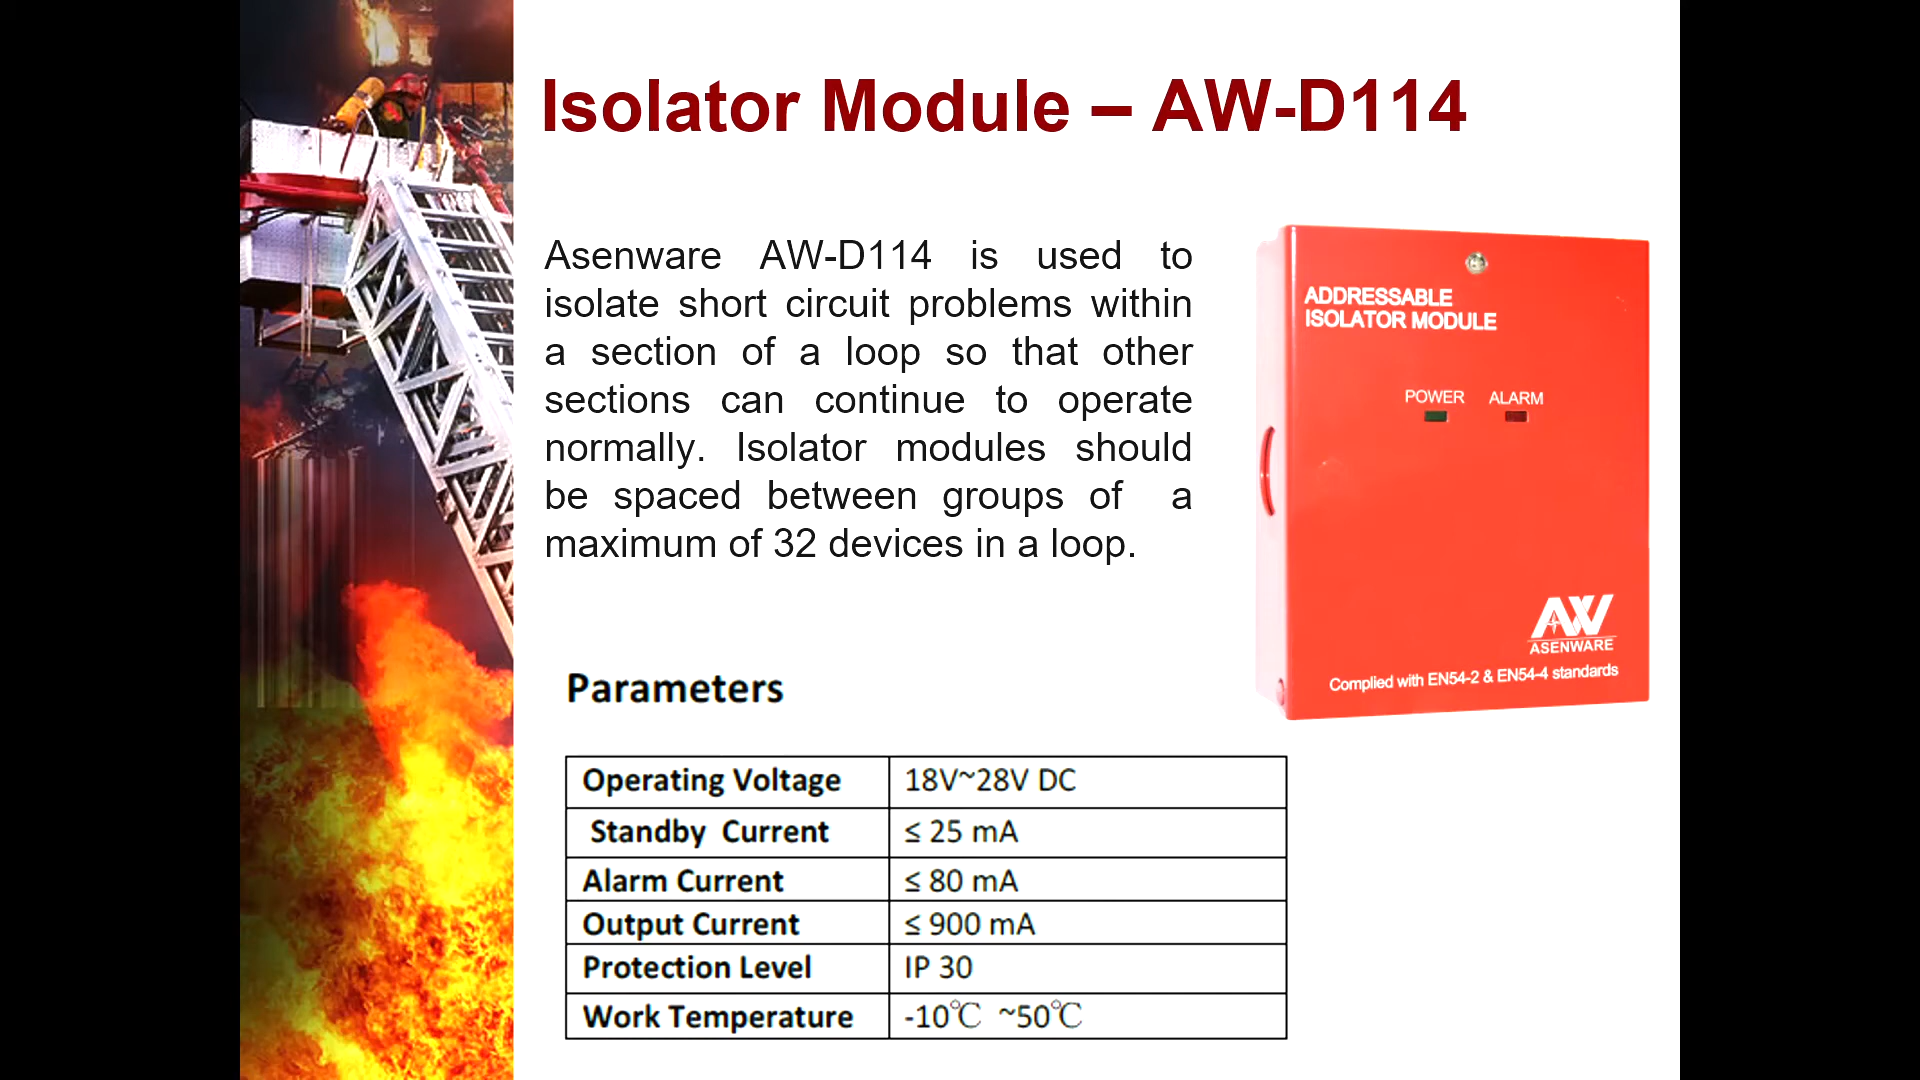 Isolator Module – AW-D114
Asenware AW-D114 is used to
isolate short circuit problems within
a section of a loop so that other
sections can continue to operate
normally. Isolator modules should
be spaced between groups of a
maximum of 32 devices in a loop.
ADDRESSABLE
ISOLATOR MODULE
POWER ALARM
AW
ASENWARE
Complied with EN54-2 & EN54-4 standards
Parameters
Operating Voltage 18V~28V DC
Standby Current ≤ 25 mA
Alarm Current ≤ 80 mA
Output Current ≤ 900 mA
Protection Level IP 30
Work Temperature -10℃ ~50℃